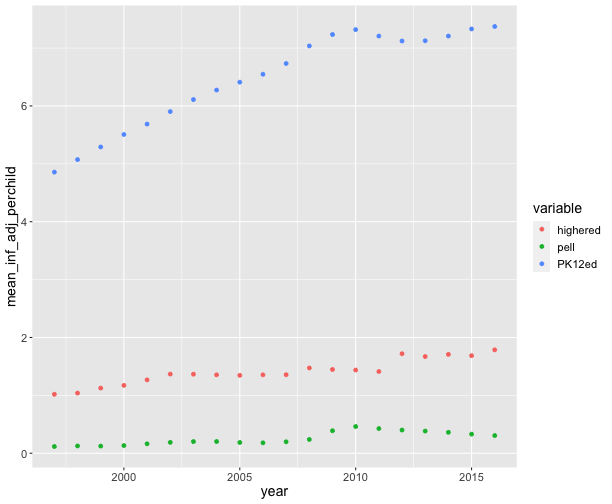 mean_inf_adj_perchild
6
4
2
0
2000
2005
2010
2015
year
variable
highered
pell
PK12ed